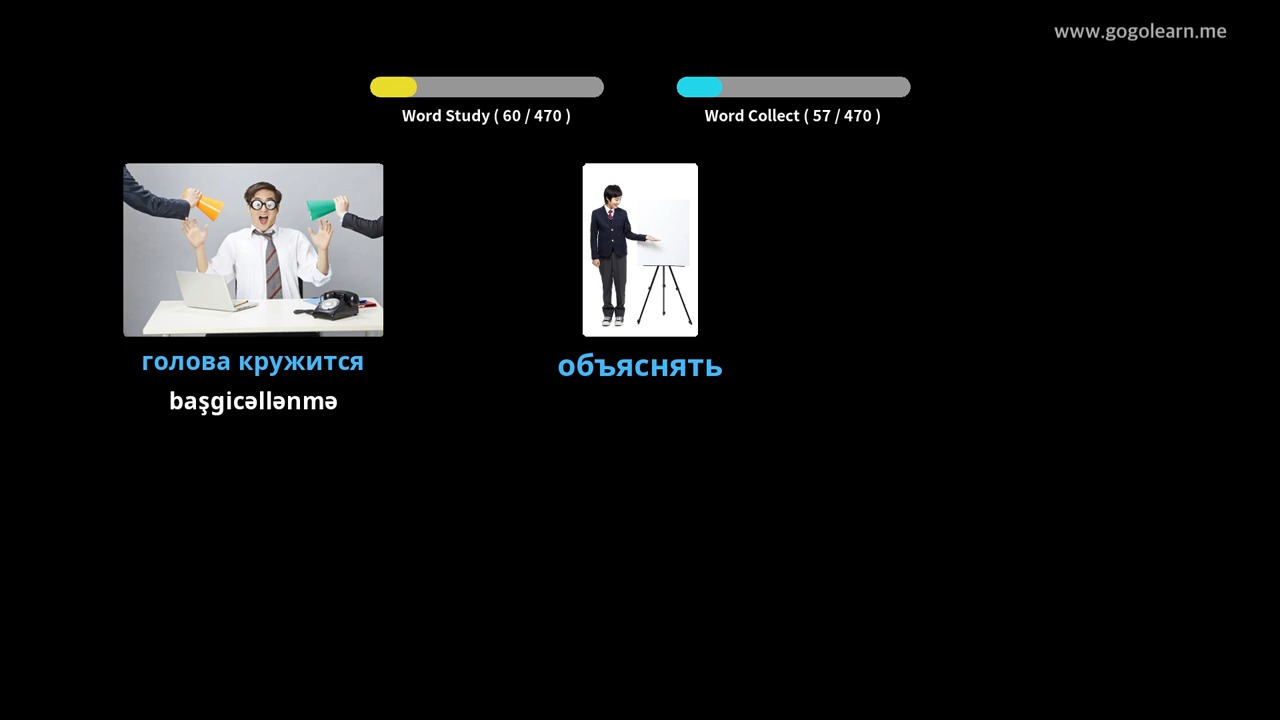 www.gogolearn.me
Word Study ( 60 / 470 )
Word Collect ( 57 / 470 )
голова кружится
başgicəllənmə
объяснять